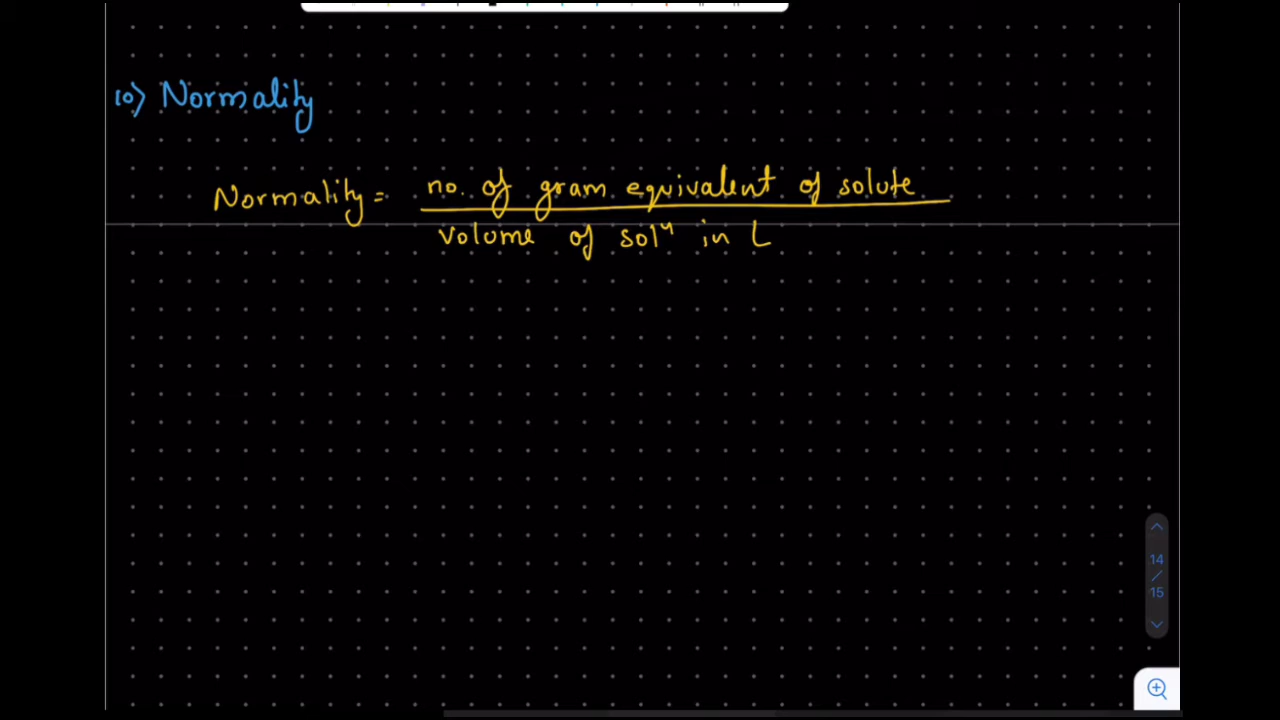 10) Normality
Normality = no. of gram equivalent of solute
volume of solⁿ in L
14
/
15